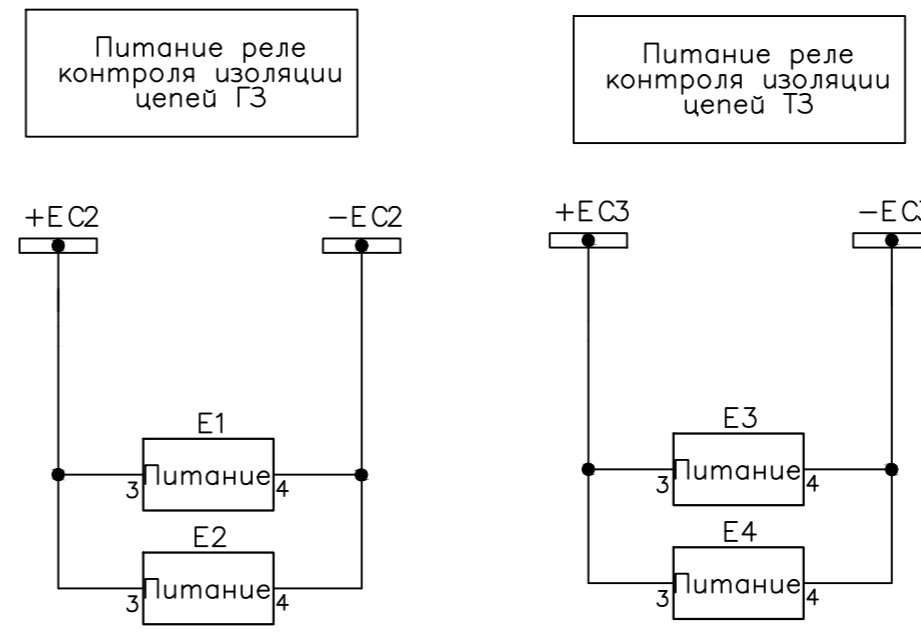 Питание реле
контроля изоляции
цепей ГЗ
Питание реле
контроля изоляции
цепей ТЗ
+EC2
-EC2
+EC3
-EC3
E1
3 Питание 4
E2
3 Питание 4
E3
3 Питание 4
E4
3 Питание 4